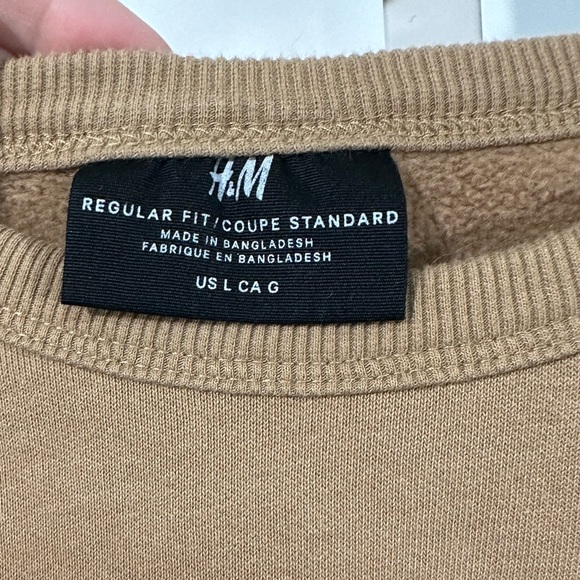 H&M
REGULAR FIT / COUPE STANDARD
MADE IN BANGLADESH
FABRIQUE EN BANGLADESH
US L CA G